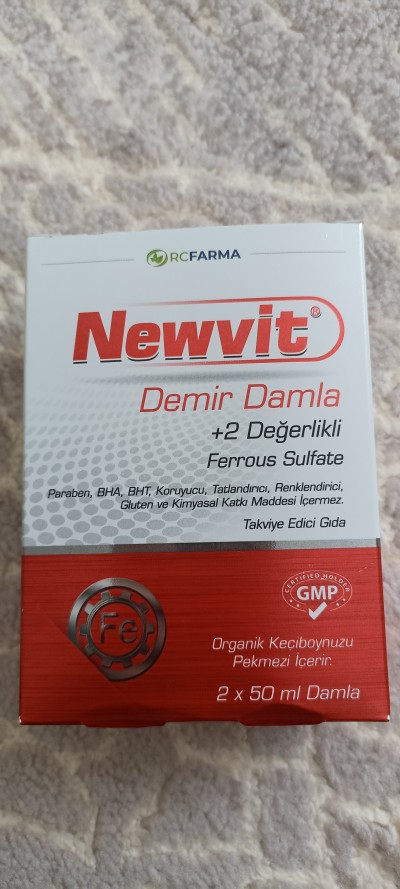 RCFARMA
Newvit®
Demir Damla
+2 Değerlikli
Ferrous Sulfate
Paraben, BHA, BHT, Koruyucu, Tatlandırıcı, Renklendirici,
Gluten ve Kimyasal Katkı Maddesi İçermez.
Takviye Edici Gıda
CERTIFIED HOLDER
GMP
Fe
Organik Keçiboynuzu
Pekmezi İçerir.
2 x 50 ml Damla